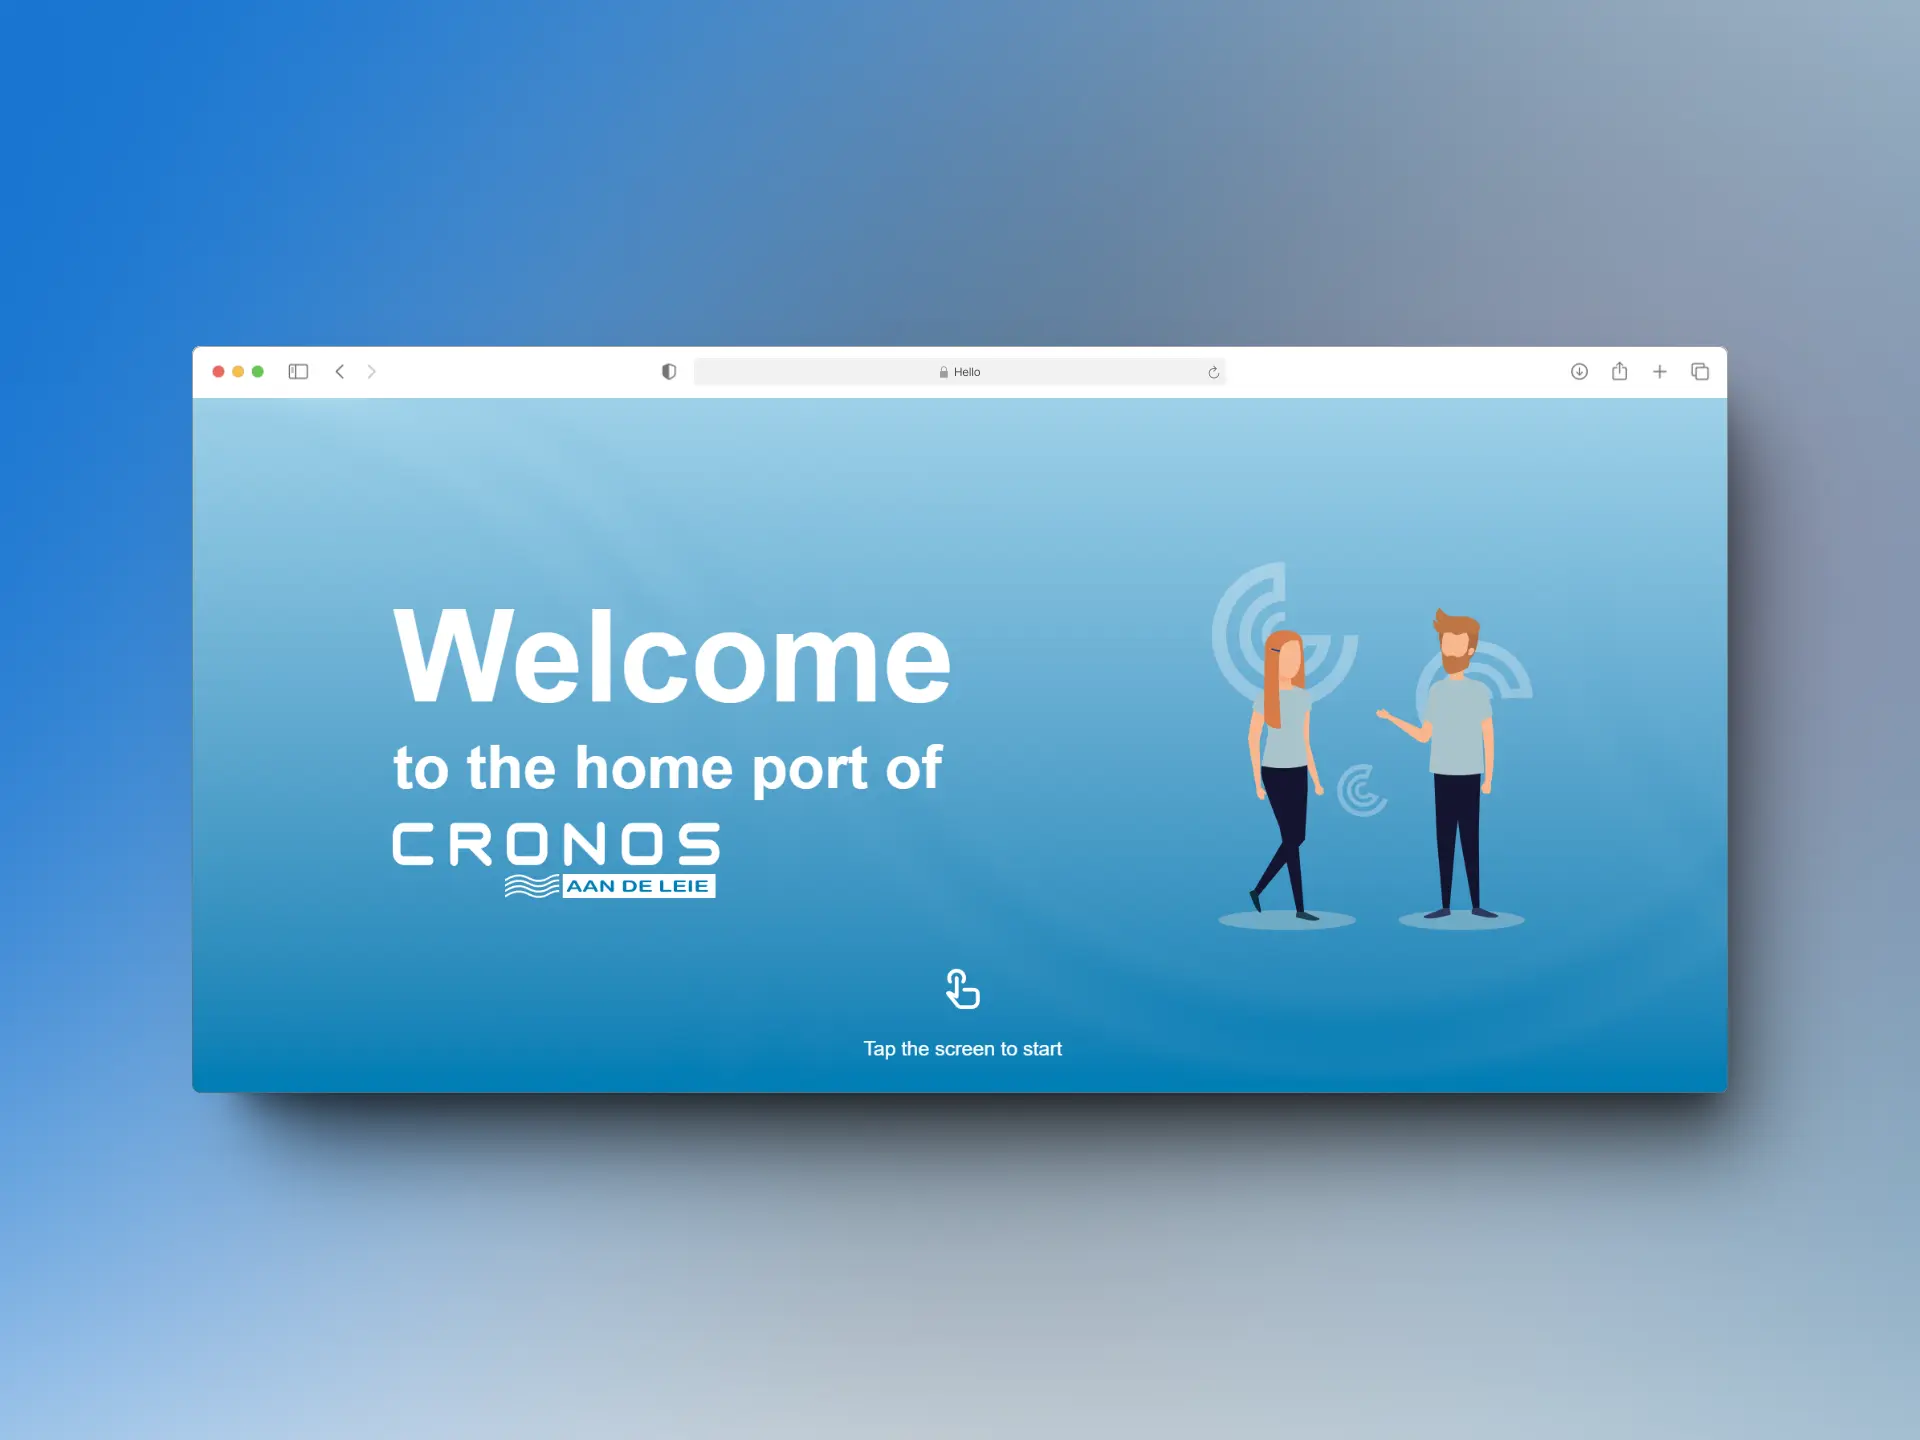 Hello
Welcome
to the home port of
CRONOS
AAN DE LEIE
Tap the screen to start